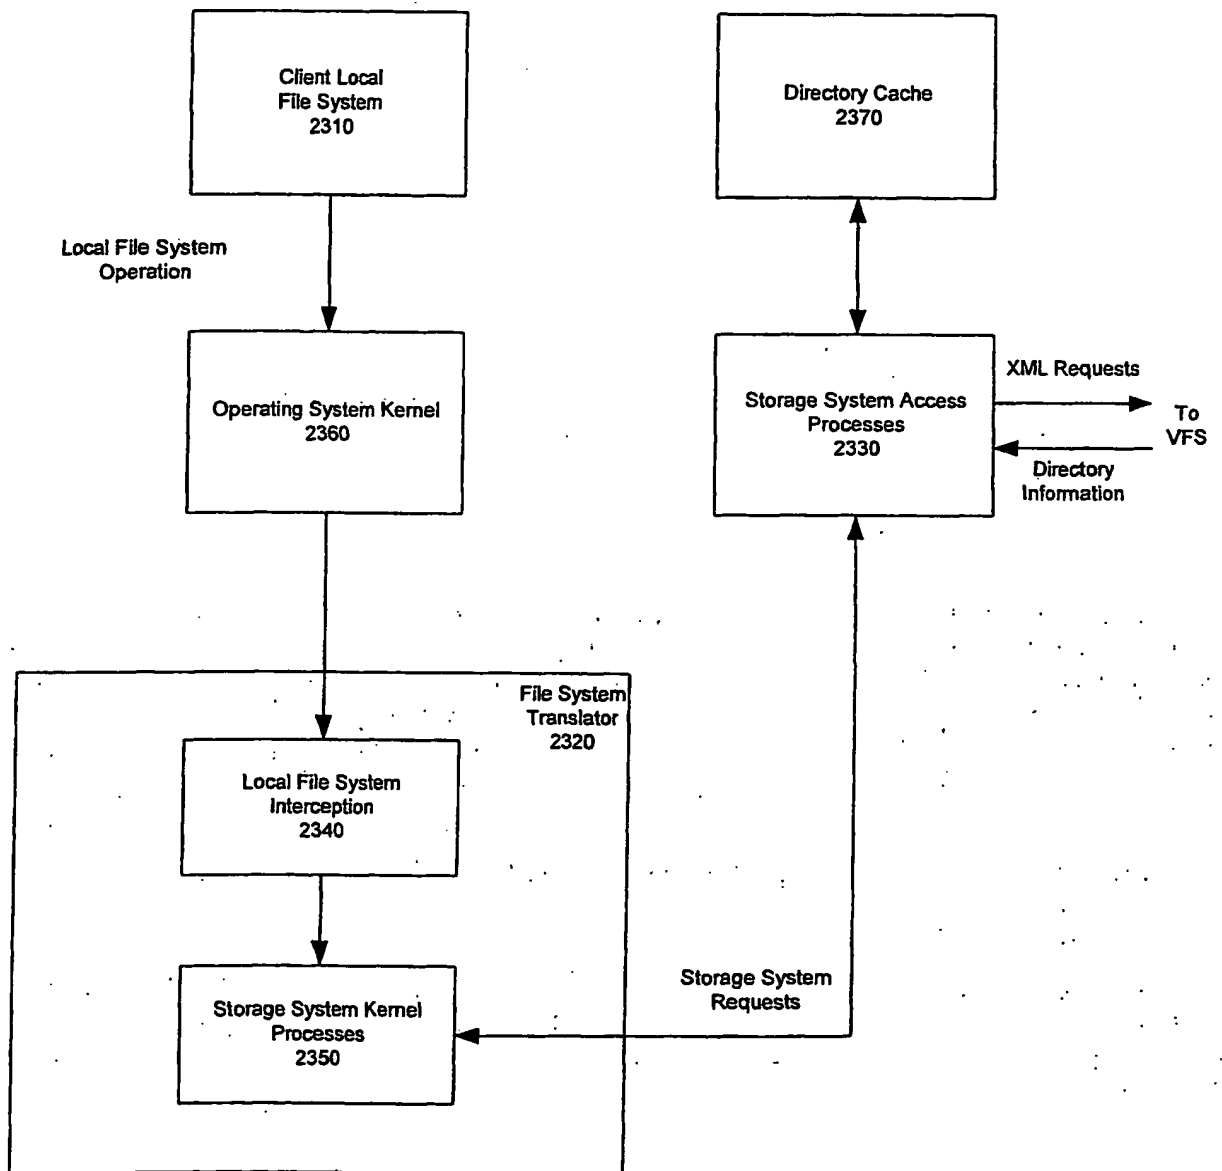 Client Local
File System
2310
Directory Cache
2370
Local File System
Operation
Operating System Kernel
2360
Storage System Access
Processes
2330
XML Requests
To
VFS
Directory
Information
File System
Translator
2320
Local File System
Interception
2340
Storage System Kernel
Processes
2350
Storage System
Requests